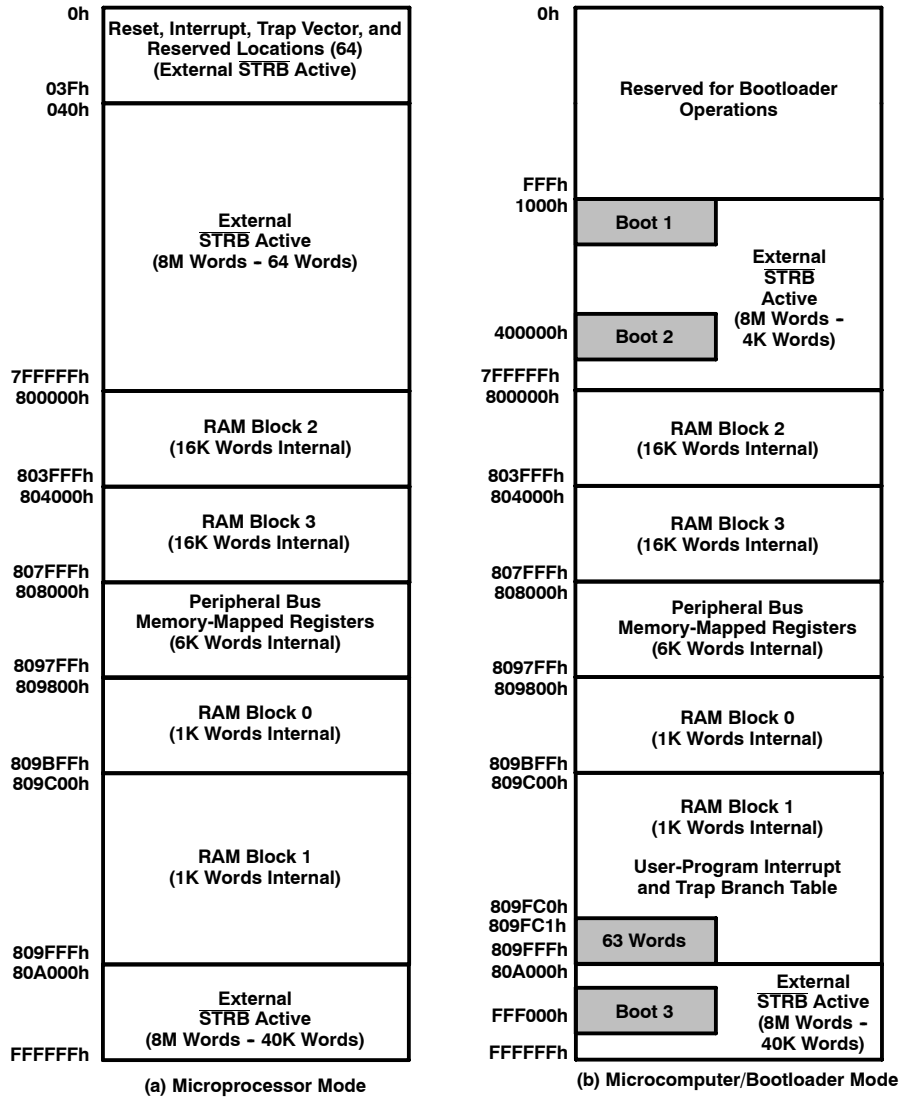 0h
Reset, Interrupt, Trap Vector, and
Reserved Locations (64)
(External STRB Active)
03Fh
040h
External
STRB Active
(8M Words – 64 Words)
7FFFFFh
800000h
RAM Block 2
(16K Words Internal)
803FFFh
804000h
RAM Block 3
(16K Words Internal)
807FFFh
808000h
Peripheral Bus
Memory-Mapped Registers
(6K Words Internal)
8097FFh
809800h
RAM Block 0
(1K Words Internal)
809BFFh
809C00h
RAM Block 1
(1K Words Internal)
809FFFh
80A000h
External
STRB Active
(8M Words – 40K Words)
FFFFFFh
(a) Microprocessor Mode
0h
Reserved for Bootloader
Operations
FFFh
1000h
Boot 1
External
STRB
Active
(8M Words –
4K Words)
400000h
Boot 2
7FFFFFh
800000h
RAM Block 2
(16K Words Internal)
803FFFh
804000h
RAM Block 3
(16K Words Internal)
807FFFh
808000h
Peripheral Bus
Memory-Mapped Registers
(6K Words Internal)
8097FFh
809800h
RAM Block 0
(1K Words Internal)
809BFFh
809C00h
RAM Block 1
(1K Words Internal)
User-Program Interrupt
and Trap Branch Table
809FC0h
809FC1h
63 Words
809FFFh
80A000h
External
STRB Active
(8M Words –
40K Words)
FFF000h
Boot 3
FFFFFFh
(b) Microcomputer/Bootloader Mode